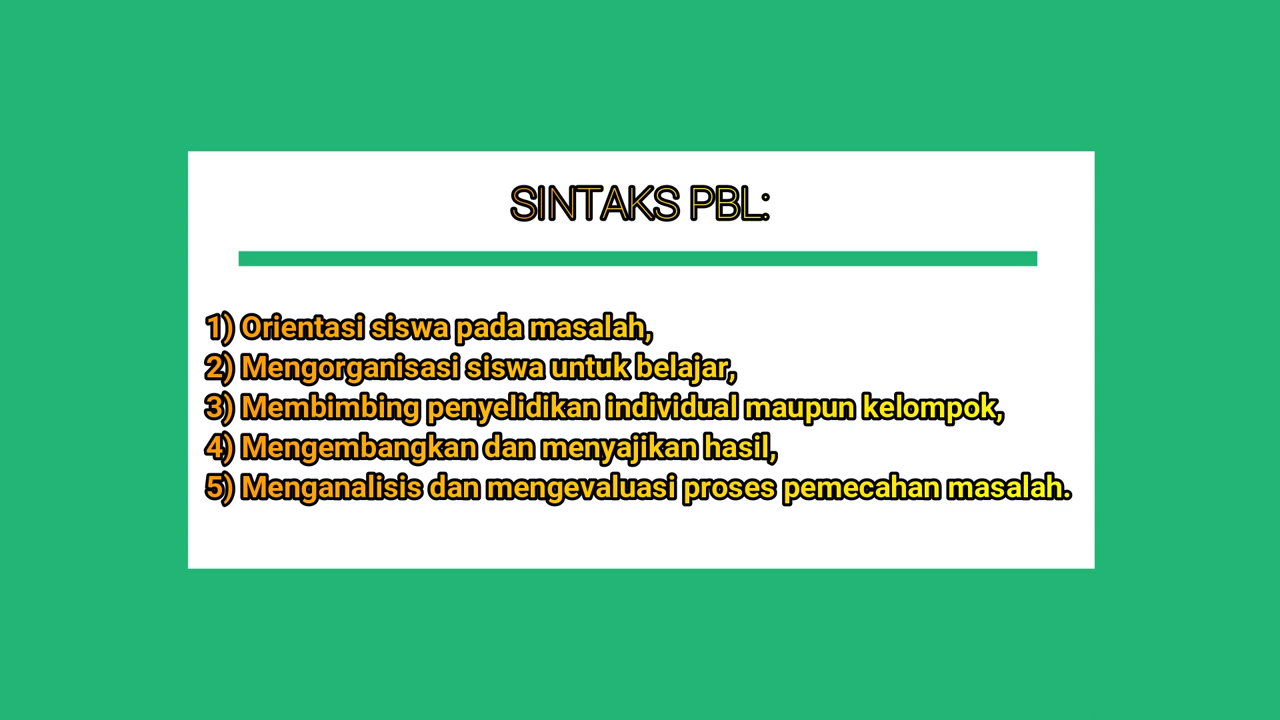 SINTAKS PBL:
1) Orientasi siswa pada masalah,
2) Mengorganisasi siswa untuk belajar,
3) Membimbing penyelidikan individual maupun kelompok,
4) Mengembangkan dan menyajikan hasil,
5) Menganalisis dan mengevaluasi proses pemecahan masalah.